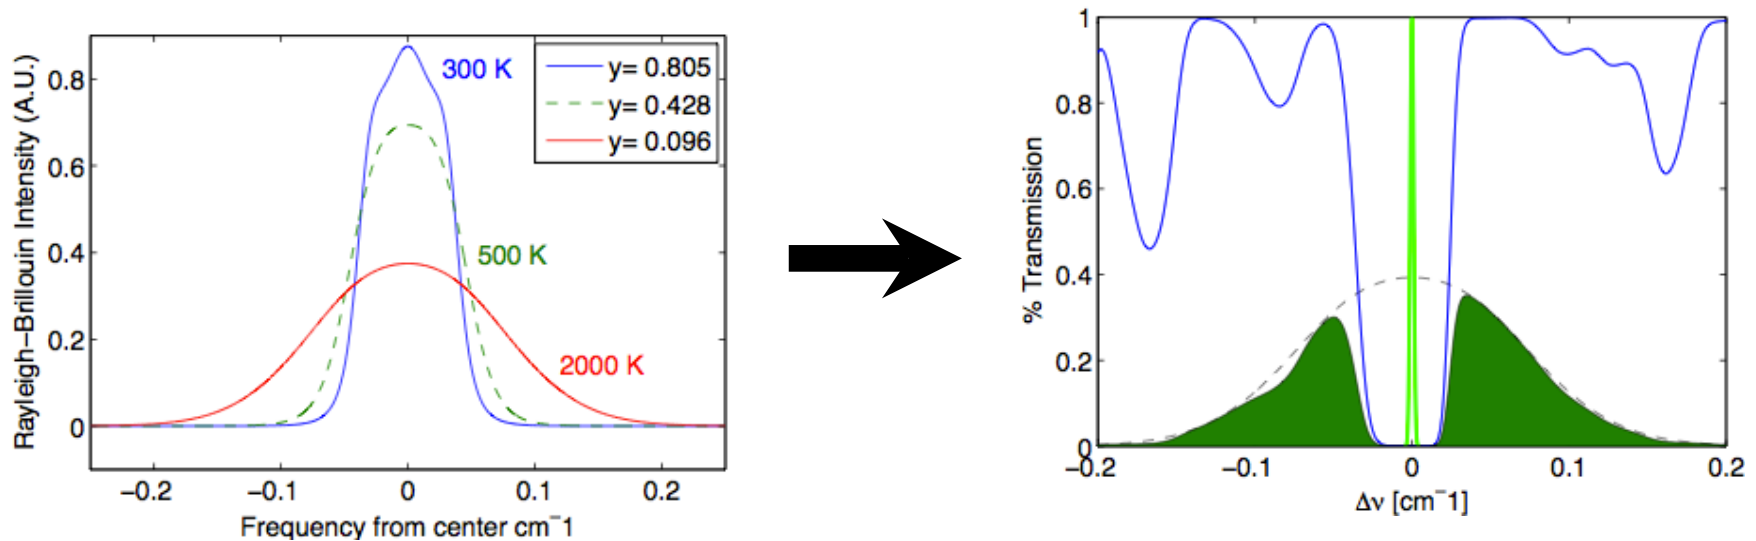 Rayleigh−Brillouin Intensity (A.U.)
0.8
0.6
0.4
0.2
0
300 K
500 K
2000 K
y= 0.805
y= 0.428
y= 0.096
−0.2
−0.1
0
0.1
0.2
Frequency from center cm⁻1
% Transmission
1
0.8
0.6
0.4
0.2
0
−0.2
−0.1
0
0.1
0.2
Δν [cm⁻1]